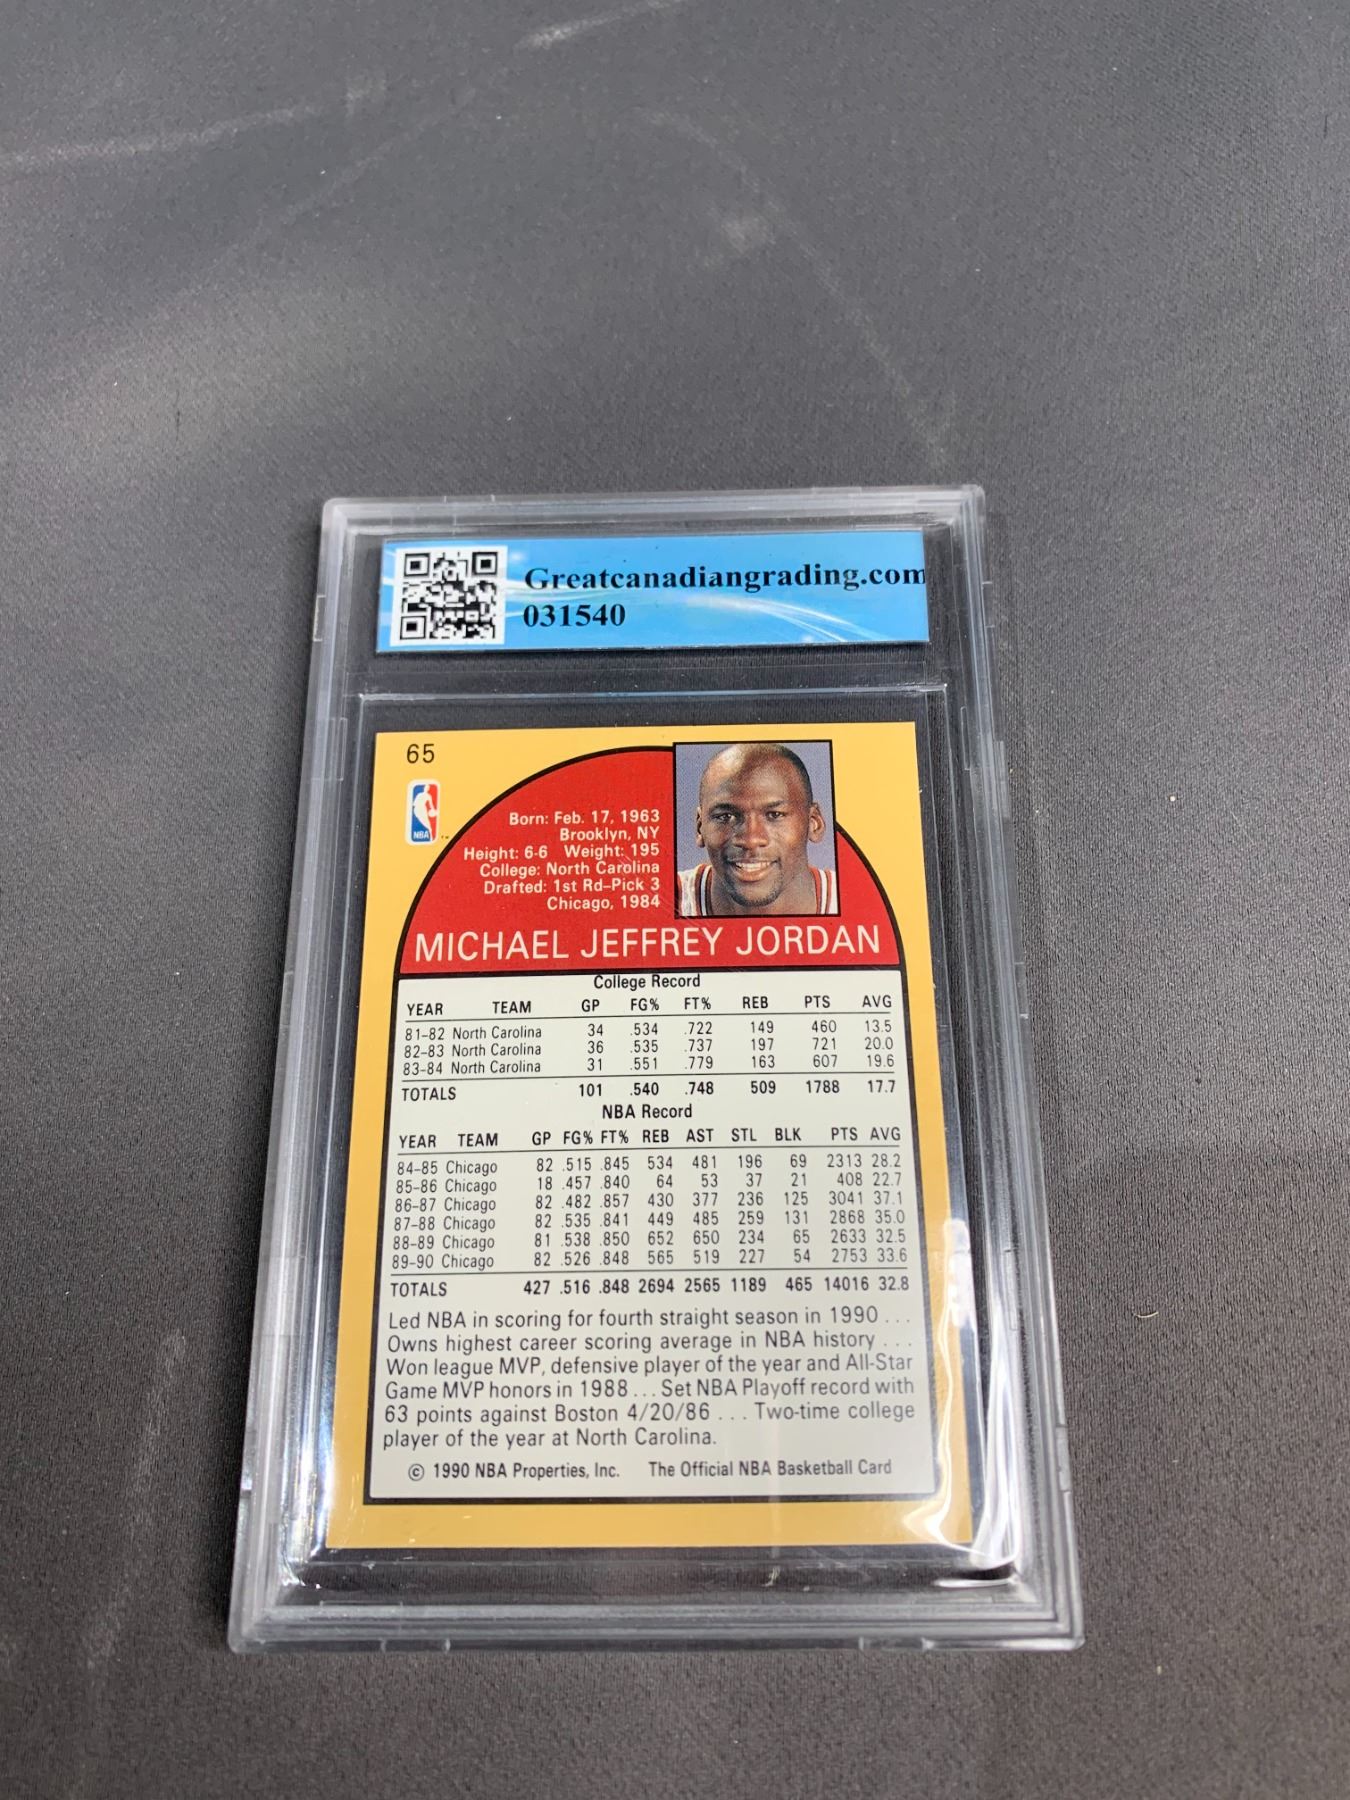 Greatcanadiangrading.com
031540
65
NBA
Born: Feb. 17, 1963
Brooklyn, NY
Height: 6-6 Weight: 195
College: North Carolina
Drafted: 1st Rd–Pick 3
Chicago, 1984
MICHAEL JEFFREY JORDAN
College Record
YEAR TEAM GP FG% FT% REB PTS AVG
81–82 North Carolina 34 .534 .722 149 460 13.5
82–83 North Carolina 36 .535 .737 197 721 20.0
83–84 North Carolina 31 .551 .779 163 607 19.6
TOTALS 101 .540 .748 509 1788 17.7
NBA Record
YEAR TEAM GP FG% FT% REB AST STL BLK PTS AVG
84–85 Chicago 82 .515 .845 534 481 196 69 2313 28.2
85–86 Chicago 18 .457 .840 64 53 37 21 408 22.7
86–87 Chicago 82 .482 .857 430 377 236 125 3041 37.1
87–88 Chicago 82 .535 .841 449 485 259 131 2868 35.0
88–89 Chicago 81 .538 .850 652 650 234 65 2633 32.5
89–90 Chicago 82 .526 .848 565 519 227 54 2753 33.6
TOTALS 427 .516 .848 2694 2565 1189 465 14016 32.8
Led NBA in scoring for fourth straight season in 1990 . . .
Owns highest career scoring average in NBA history . . .
Won league MVP, defensive player of the year and All-Star
Game MVP honors in 1988 . . . Set NBA Playoff record with
63 points against Boston 4/20/86 . . . Two-time college
player of the year at North Carolina.
© 1990 NBA Properties, Inc. The Official NBA Basketball Card